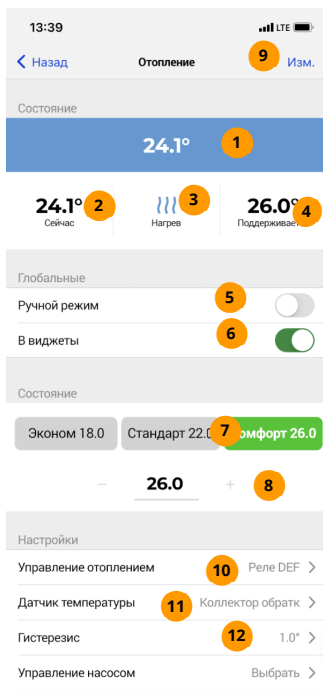 13:39 LTE
Назад Отопление 9 Изм.
Состояние
24.1° 1
24.1° 2 3 26.0° 4
Сейчас Нагрев Поддерживает
Глобальные
Ручной режим 5
В виджеты 6
Состояние
Эконом 18.0 Стандарт 22.0 7 омфорт 26.0
− 26.0 + 8
Настройки
Управление отоплением 10 Реле DEF
Датчик температуры 11 Коллектор обратк
Гистерезис 12 1.0°
Управление насосом Выбрать